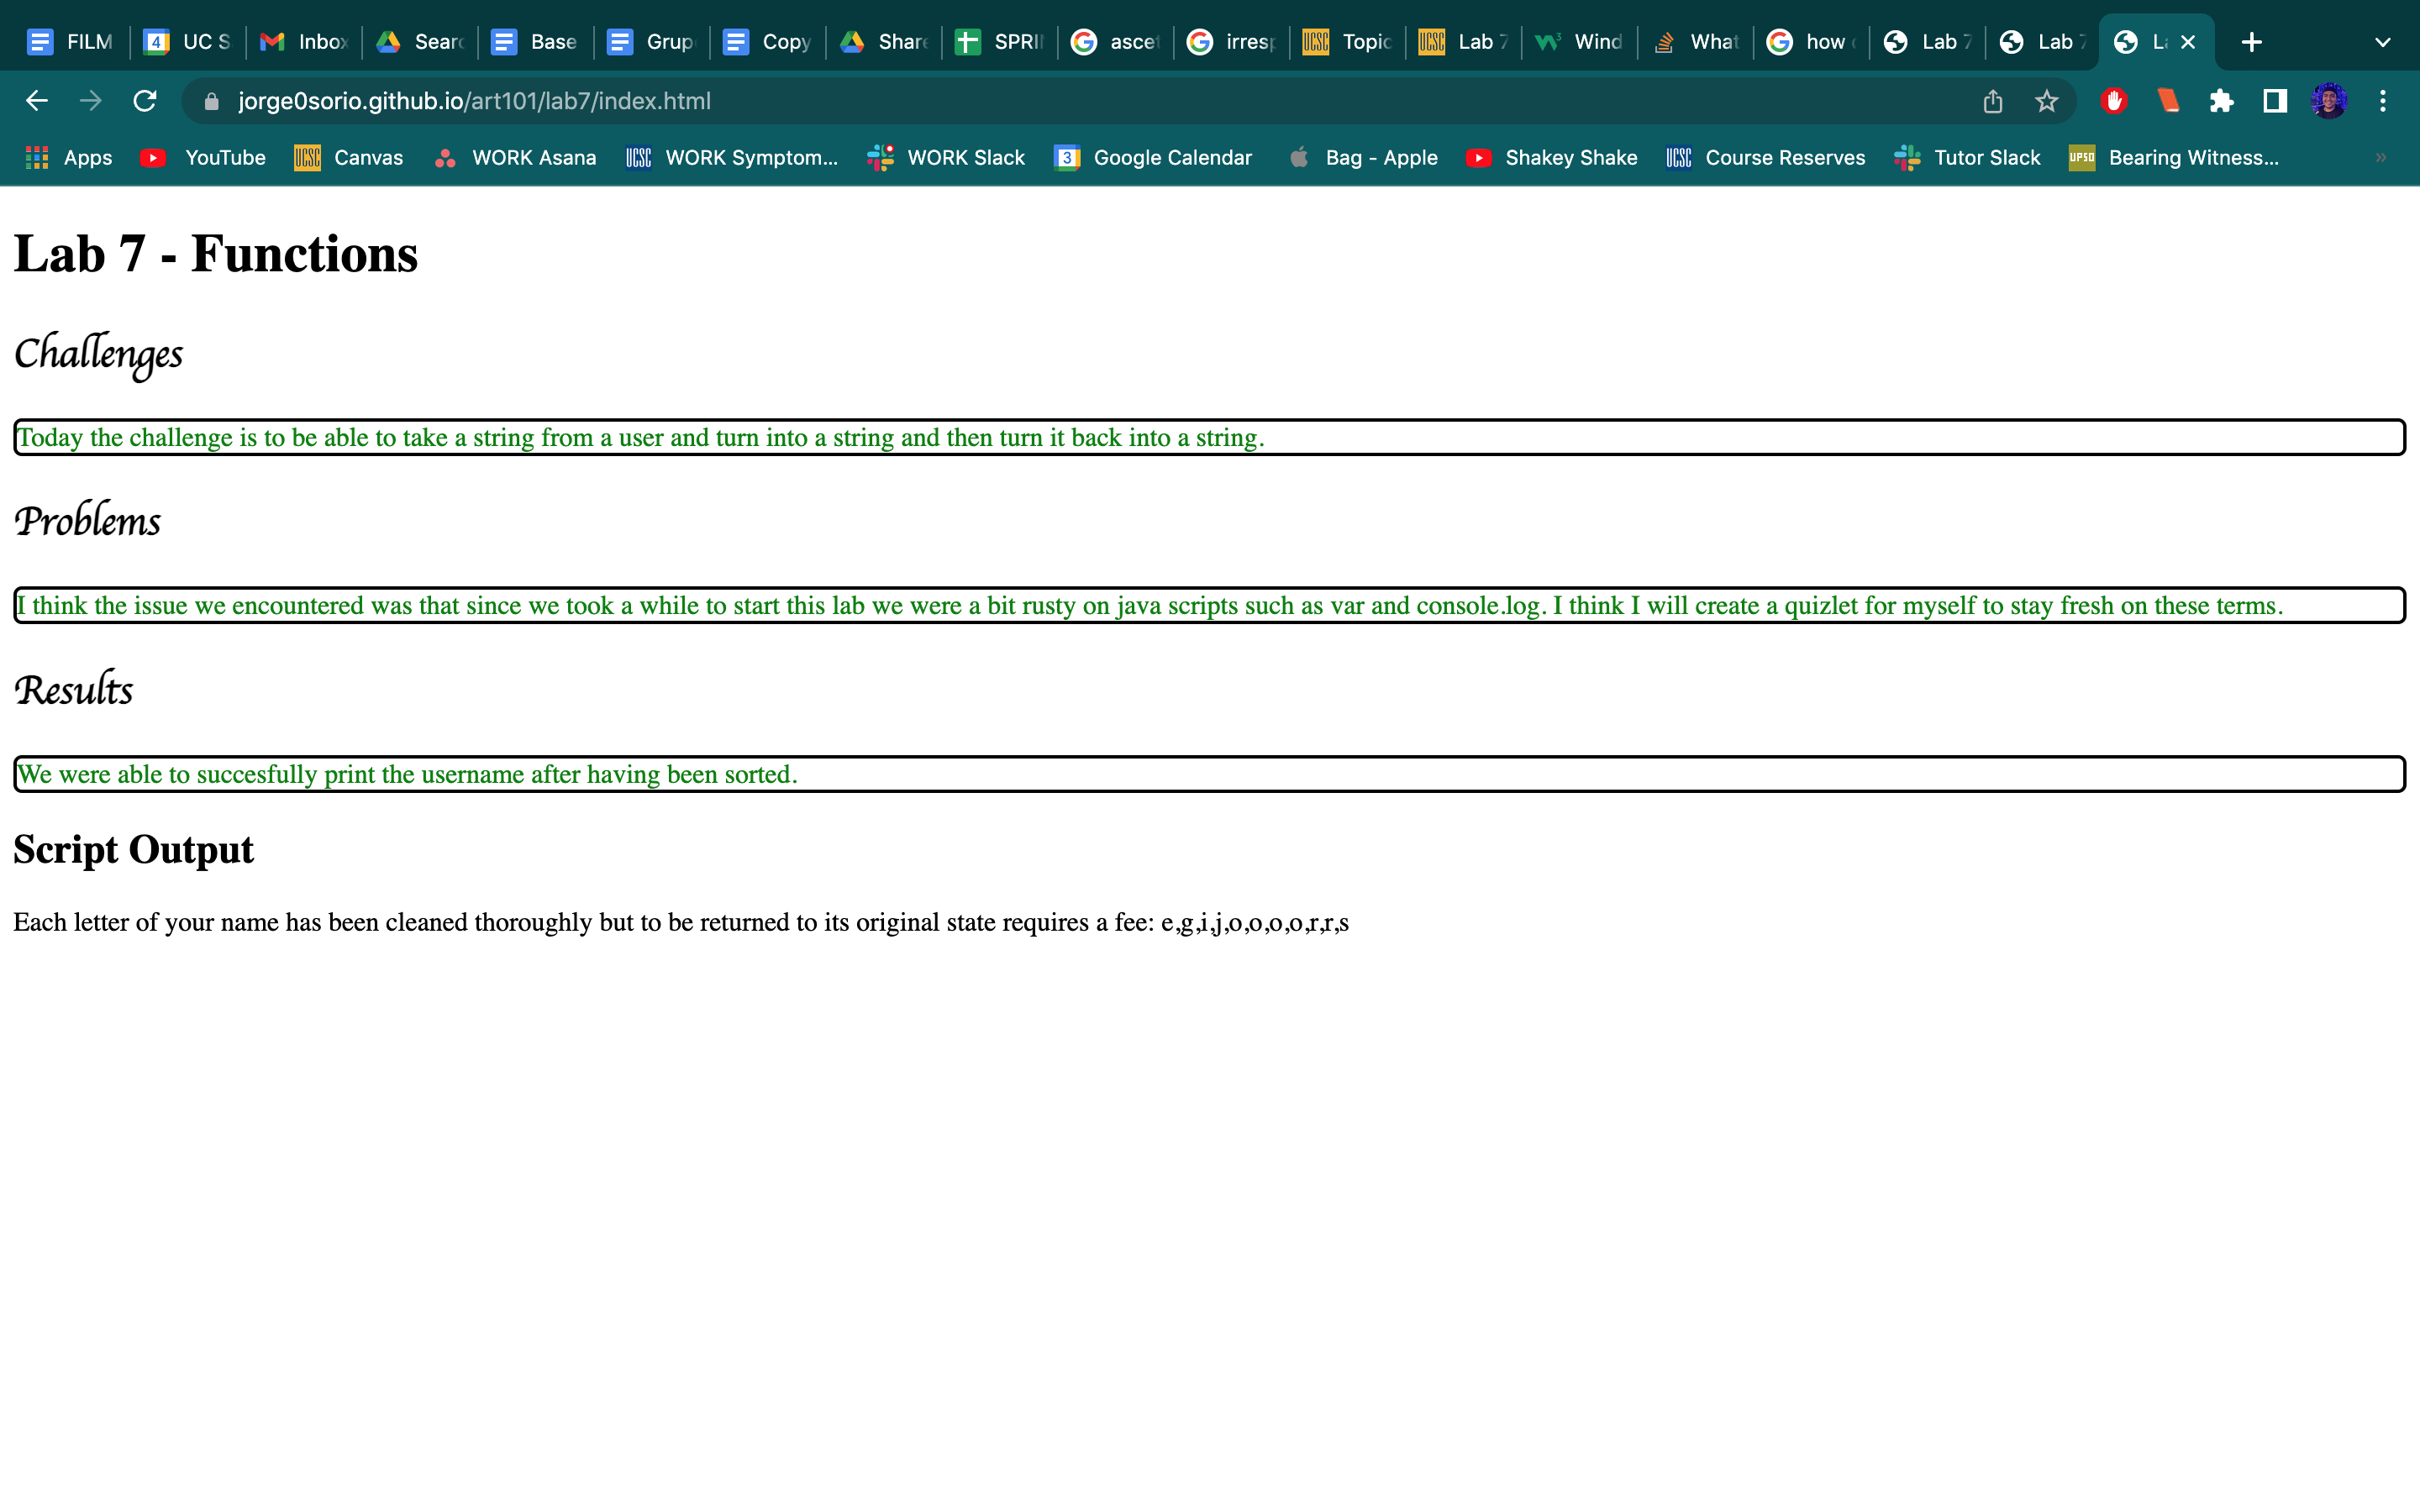 FILM UC S Inbox Sear Base Grup Copy Share SPRI ascet irresp Topic Lab 7 Wind What how Lab 7 Lab 7 La
jorge0sorio.github.io/art101/lab7/index.html
Apps YouTube UCSC Canvas WORK Asana UCSC WORK Symptom... WORK Slack 3 Google Calendar Bag - Apple Shakey Shake UCSC Course Reserves Tutor Slack UPSD Bearing Witness... »
Lab 7 - Functions
Challenges
Today the challenge is to be able to take a string from a user and turn into a string and then turn it back into a string.
Problems
I think the issue we encountered was that since we took a while to start this lab we were a bit rusty on java scripts such as var and console.log. I think I will create a quizlet for myself to stay fresh on these terms.
Results
We were able to succesfully print the username after having been sorted.
Script Output
Each letter of your name has been cleaned thoroughly but to be returned to its original state requires a fee: e,g,i,j,o,o,o,o,r,r,s